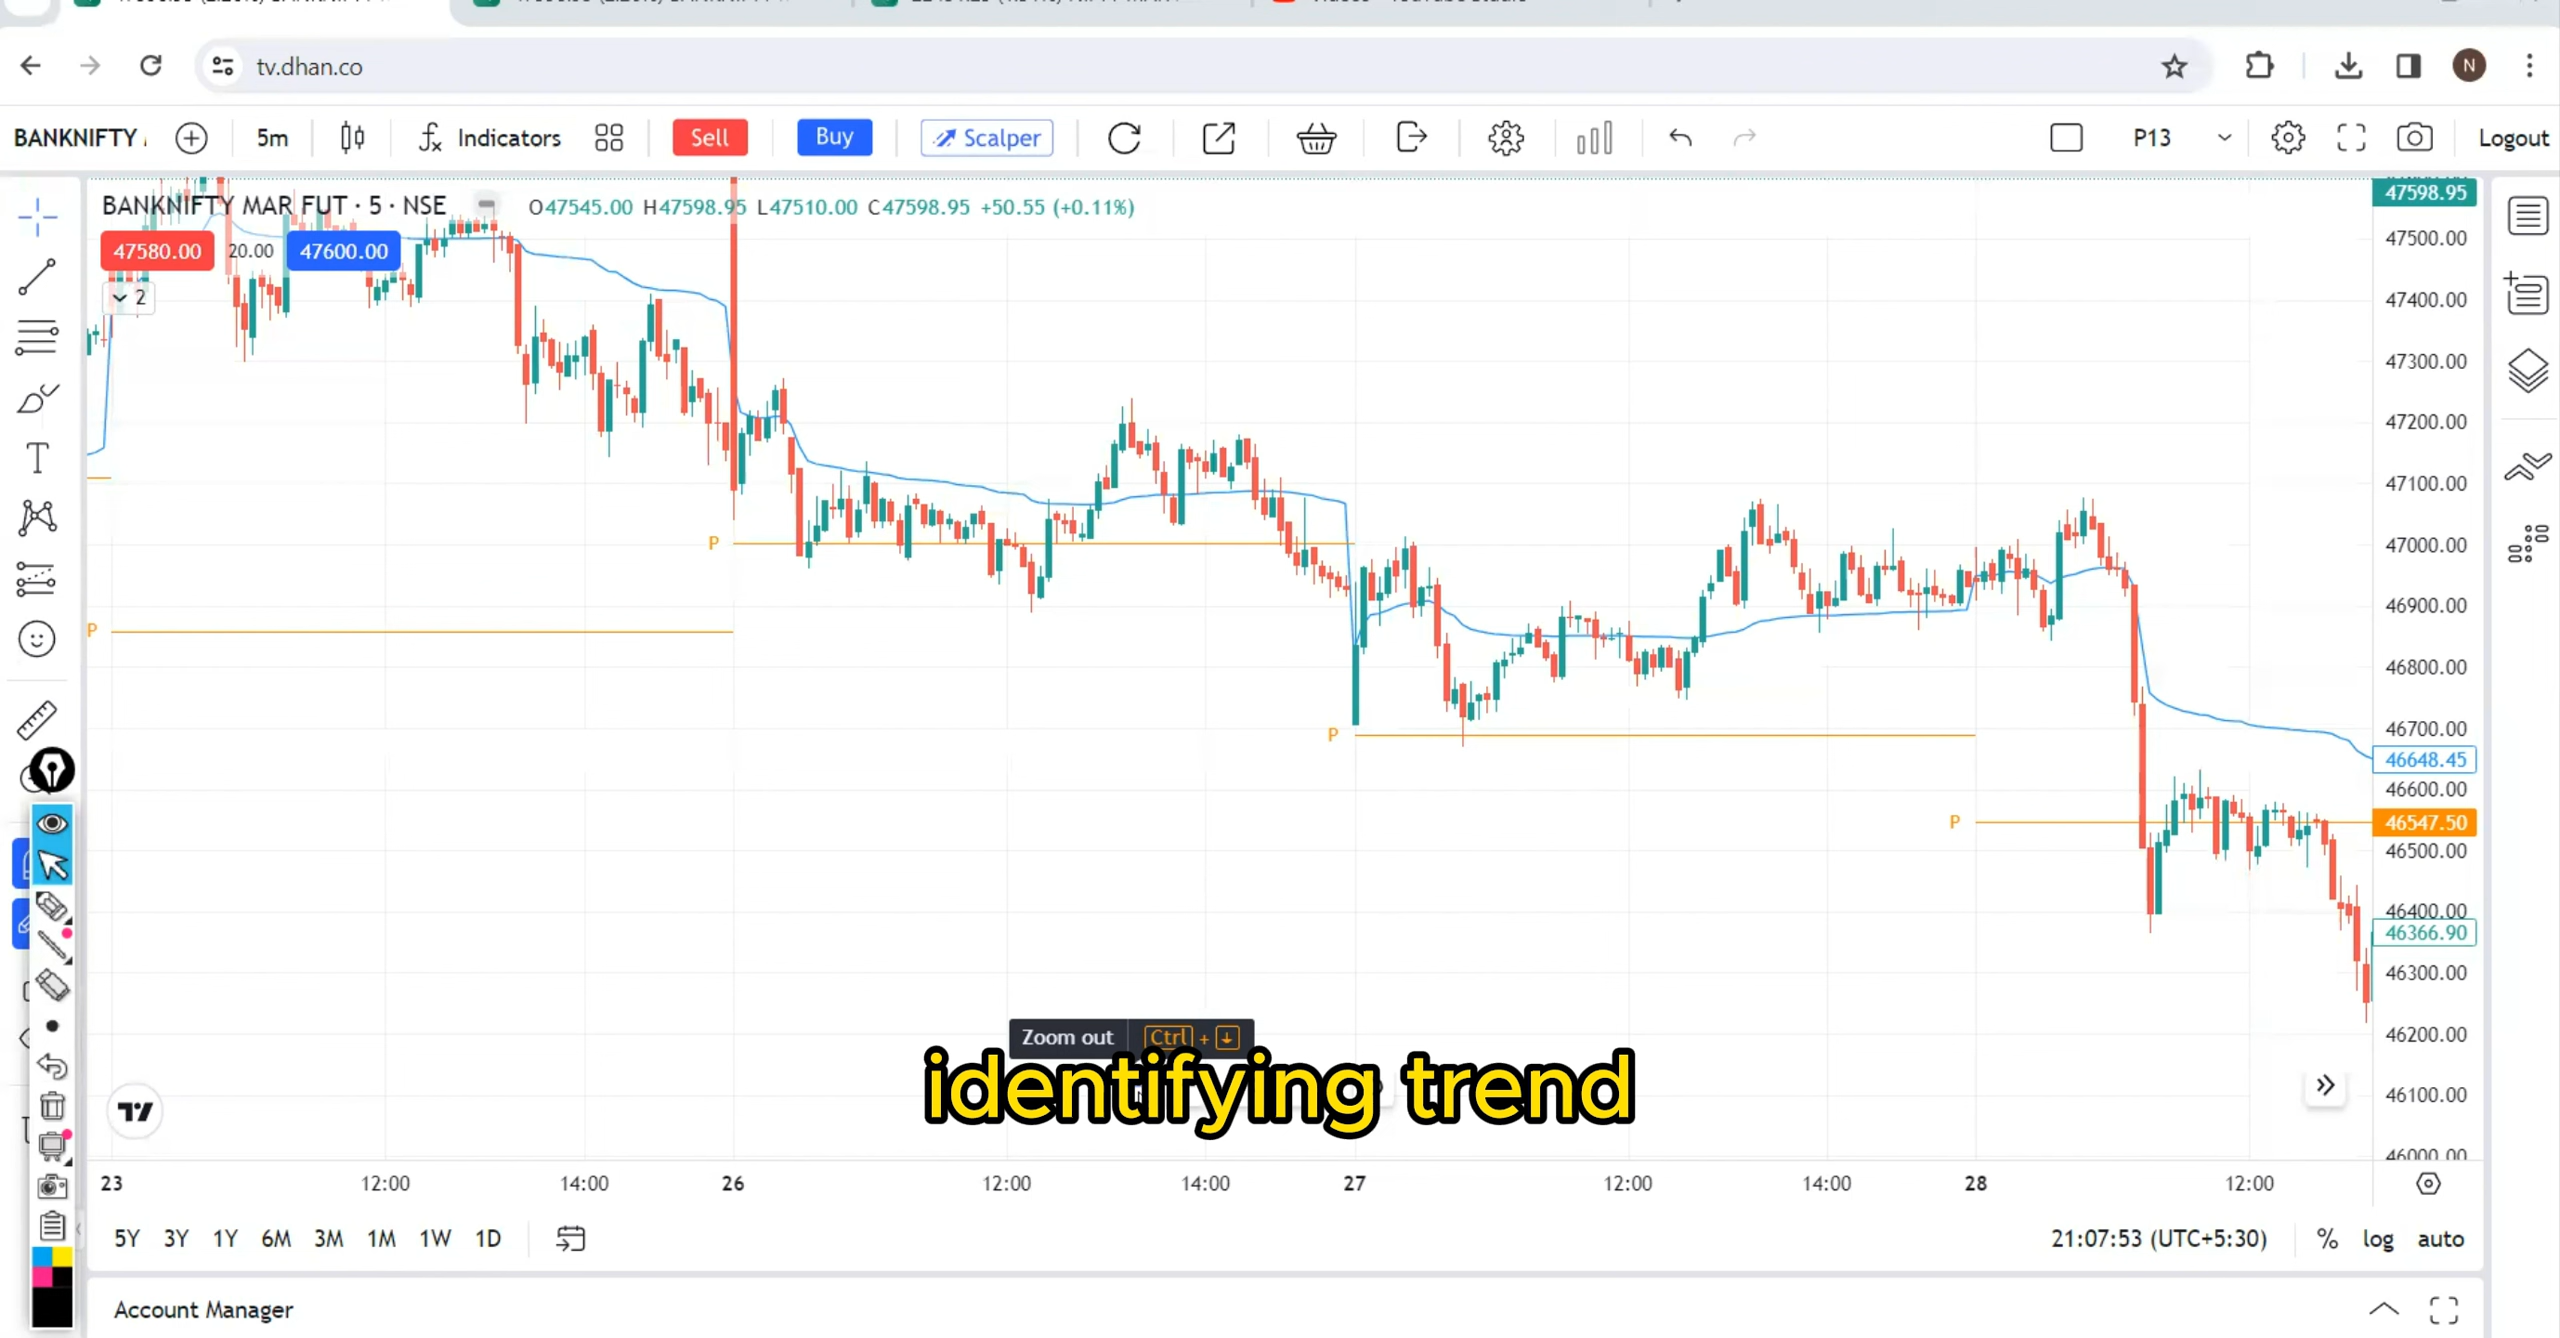 tv.dhan.co
BANKNIFTY
5m
Indicators
Sell
Buy
Scalper
P13
Logout
BANKNIFTY MAR FUT · 5 · NSE
O47545.00 H47598.95 L47510.00 C47598.95 +50.55 (+0.11%)
47580.00
20.00
47600.00
2
P
P
P
P
47598.95
47500.00
47400.00
47300.00
47200.00
47100.00
47000.00
46900.00
46800.00
46700.00
46648.45
46600.00
46547.50
46500.00
46400.00
46366.90
46300.00
46200.00
46100.00
46000.00
Zoom out Ctrl + ↓
identifying trend
23 12:00 14:00 26 12:00 14:00 27 12:00 14:00 28 12:00
5Y 3Y 1Y 6M 3M 1M 1W 1D
21:07:53 (UTC+5:30)
% log auto
Account Manager
N